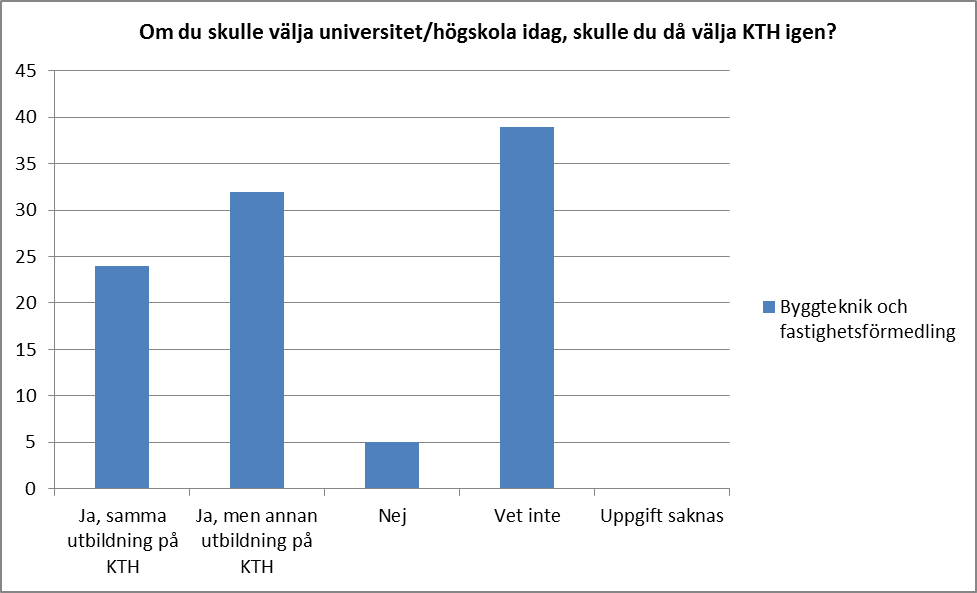 Om du skulle välja universitet/högskola idag, skulle du då välja KTH igen?
45
40
35
30
25
20
15
10
5
0
Ja, samma
utbildning på
KTH
Ja, men annan
utbildning på
KTH
Nej
Vet inte
Uppgift saknas
Byggteknik och
fastighetsförmedling